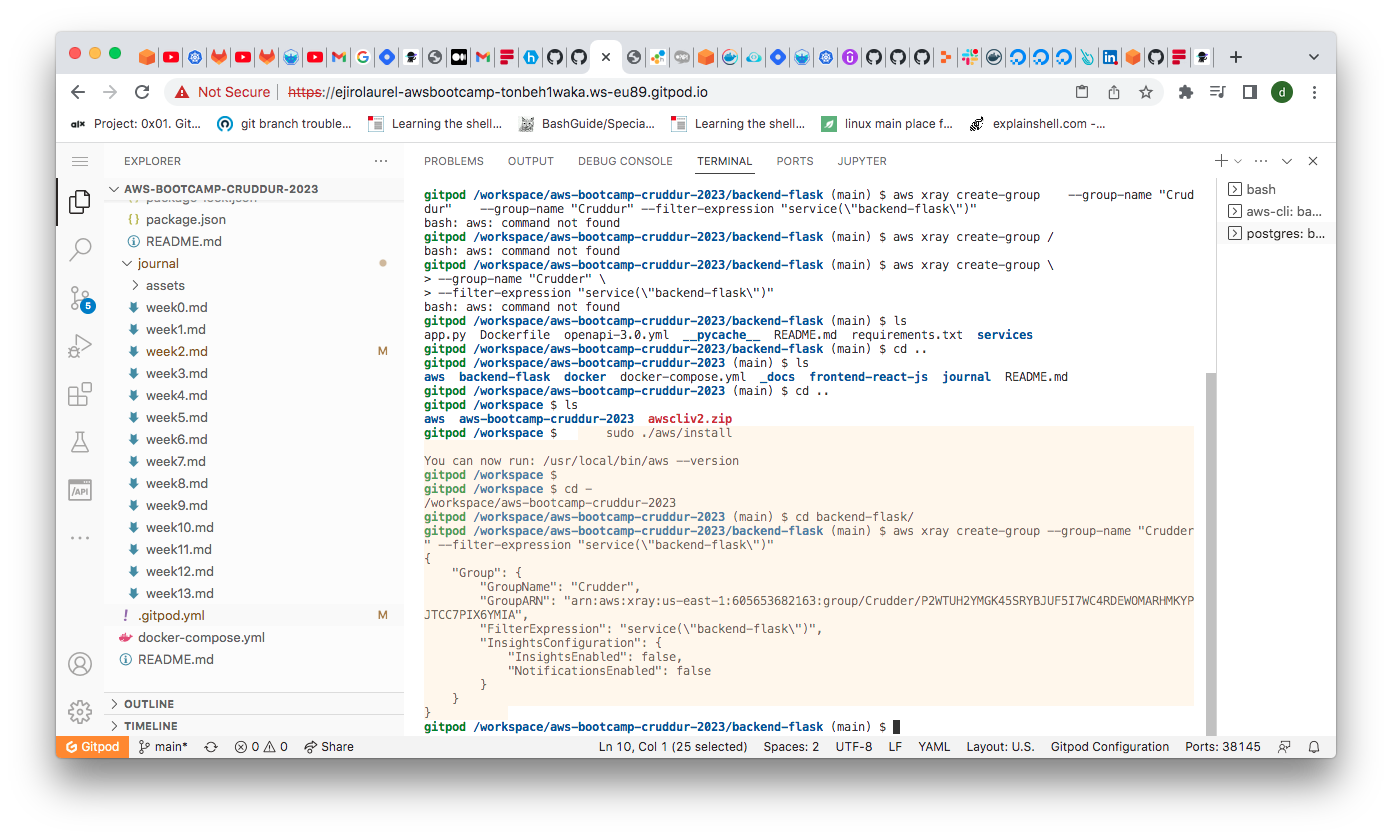 Not Secure
https://ejirolaurel-awsbootcamp-tonbeh1waka.ws-eu89.gitpod.io
d
alx Project: 0x01. Git...
git branch trouble...
Learning the shell...
BashGuide/Specia...
Learning the shell...
linux main place f...
explainshell.com -...
EXPLORER
AWS-BOOTCAMP-CRUDDUR-2023
package-lock.json
package.json
README.md
journal
assets
week0.md
week1.md
week2.md M
week3.md
week4.md
week5.md
week6.md
week7.md
week8.md
week9.md
week10.md
week11.md
week12.md
week13.md
.gitpod.yml M
docker-compose.yml
README.md
OUTLINE
TIMELINE
5
/API
PROBLEMS OUTPUT DEBUG CONSOLE TERMINAL PORTS JUPYTER
gitpod /workspace/aws-bootcamp-cruddur-2023/backend-flask (main) $ aws xray create-group    --group-name "Crud
dur"    --group-name "Cruddur" --filter-expression "service(\"backend-flask\")"
bash: aws: command not found
gitpod /workspace/aws-bootcamp-cruddur-2023/backend-flask (main) $ aws xray create-group /
bash: aws: command not found
gitpod /workspace/aws-bootcamp-cruddur-2023/backend-flask (main) $ aws xray create-group \
> --group-name "Crudder" \
> --filter-expression "service(\"backend-flask\")"
bash: aws: command not found
gitpod /workspace/aws-bootcamp-cruddur-2023/backend-flask (main) $ ls
app.py  Dockerfile  openapi-3.0.yml  __pycache__  README.md  requirements.txt  services
gitpod /workspace/aws-bootcamp-cruddur-2023/backend-flask (main) $ cd ..
gitpod /workspace/aws-bootcamp-cruddur-2023 (main) $ ls
aws  backend-flask  docker  docker-compose.yml  _docs  frontend-react-js  journal  README.md
gitpod /workspace/aws-bootcamp-cruddur-2023 (main) $ cd ..
gitpod /workspace $ ls
aws  aws-bootcamp-cruddur-2023  awscliv2.zip
gitpod /workspace $       sudo ./aws/install
You can now run: /usr/local/bin/aws --version
gitpod /workspace $
gitpod /workspace $ cd -
/workspace/aws-bootcamp-cruddur-2023
gitpod /workspace/aws-bootcamp-cruddur-2023 (main) $ cd backend-flask/
gitpod /workspace/aws-bootcamp-cruddur-2023/backend-flask (main) $ aws xray create-group --group-name "Crudder
" --filter-expression "service(\"backend-flask\")"
{
    "Group": {
        "GroupName": "Crudder",
        "GroupARN": "arn:aws:xray:us-east-1:605653682163:group/Crudder/P2WTUH2YMGK45SRYBJUF5I7WC4RDEWOMARHMKYP
JTCC7PIX6YMIA",
        "FilterExpression": "service(\"backend-flask\")",
        "InsightsConfiguration": {
            "InsightsEnabled": false,
            "NotificationsEnabled": false
        }
    }
}
gitpod /workspace/aws-bootcamp-cruddur-2023/backend-flask (main) $
bash
aws-cli: ba...
postgres: b...
Gitpod main* 0 0 Share Ln 10, Col 1 (25 selected) Spaces: 2 UTF-8 LF YAML Layout: U.S. Gitpod Configuration Ports: 38145